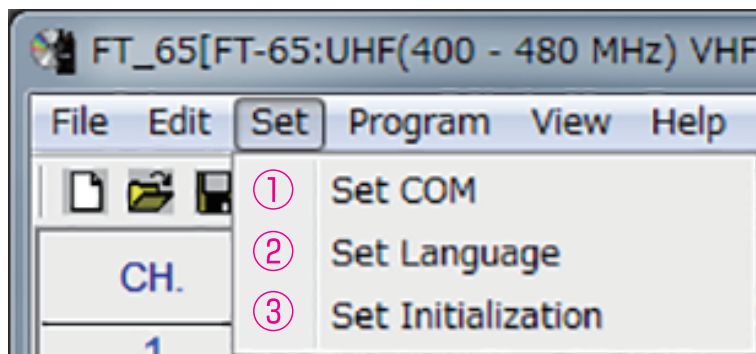 FT_65[FT-65:UHF(400 - 480 MHz) VHF
File Edit Set Program View Help
① Set COM
② Set Language
③ Set Initialization
CH.
1